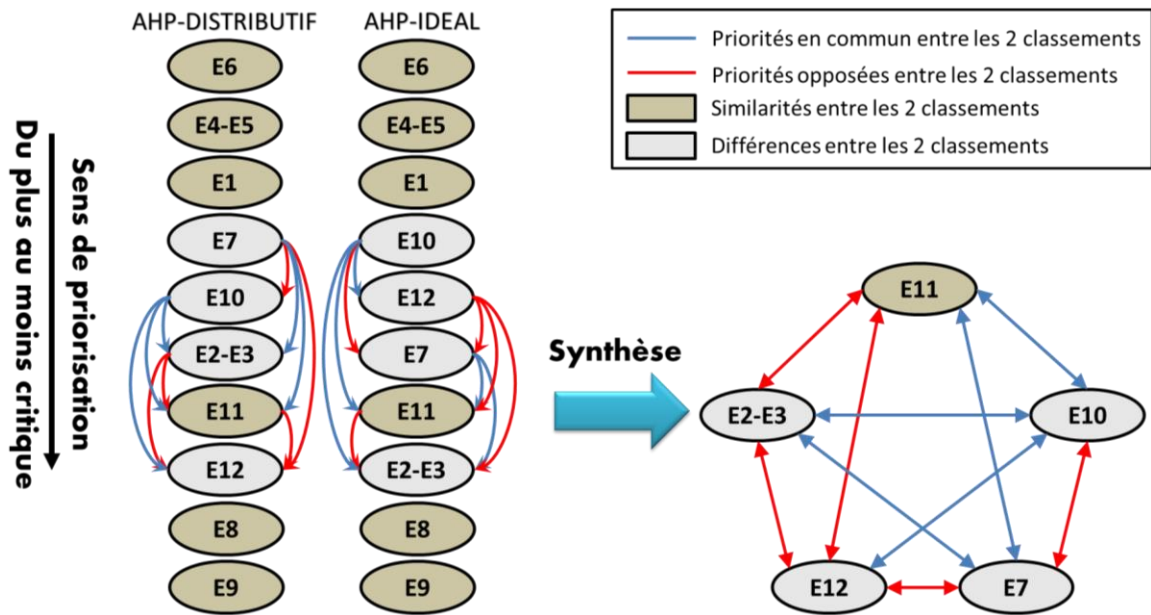 AHP-DISTRIBUTIF
AHP-IDEAL
Du plus au moins critique
Sens de priorisation
E6
E4-E5
E1
E7
E10
E2-E3
E11
E12
E8
E9
E6
E4-E5
E1
E10
E12
E7
E11
E2-E3
E8
E9
Priorités en commun entre les 2 classements
Priorités opposées entre les 2 classements
Similarités entre les 2 classements
Différences entre les 2 classements
Synthèse
E11
E2-E3
E10
E12
E7